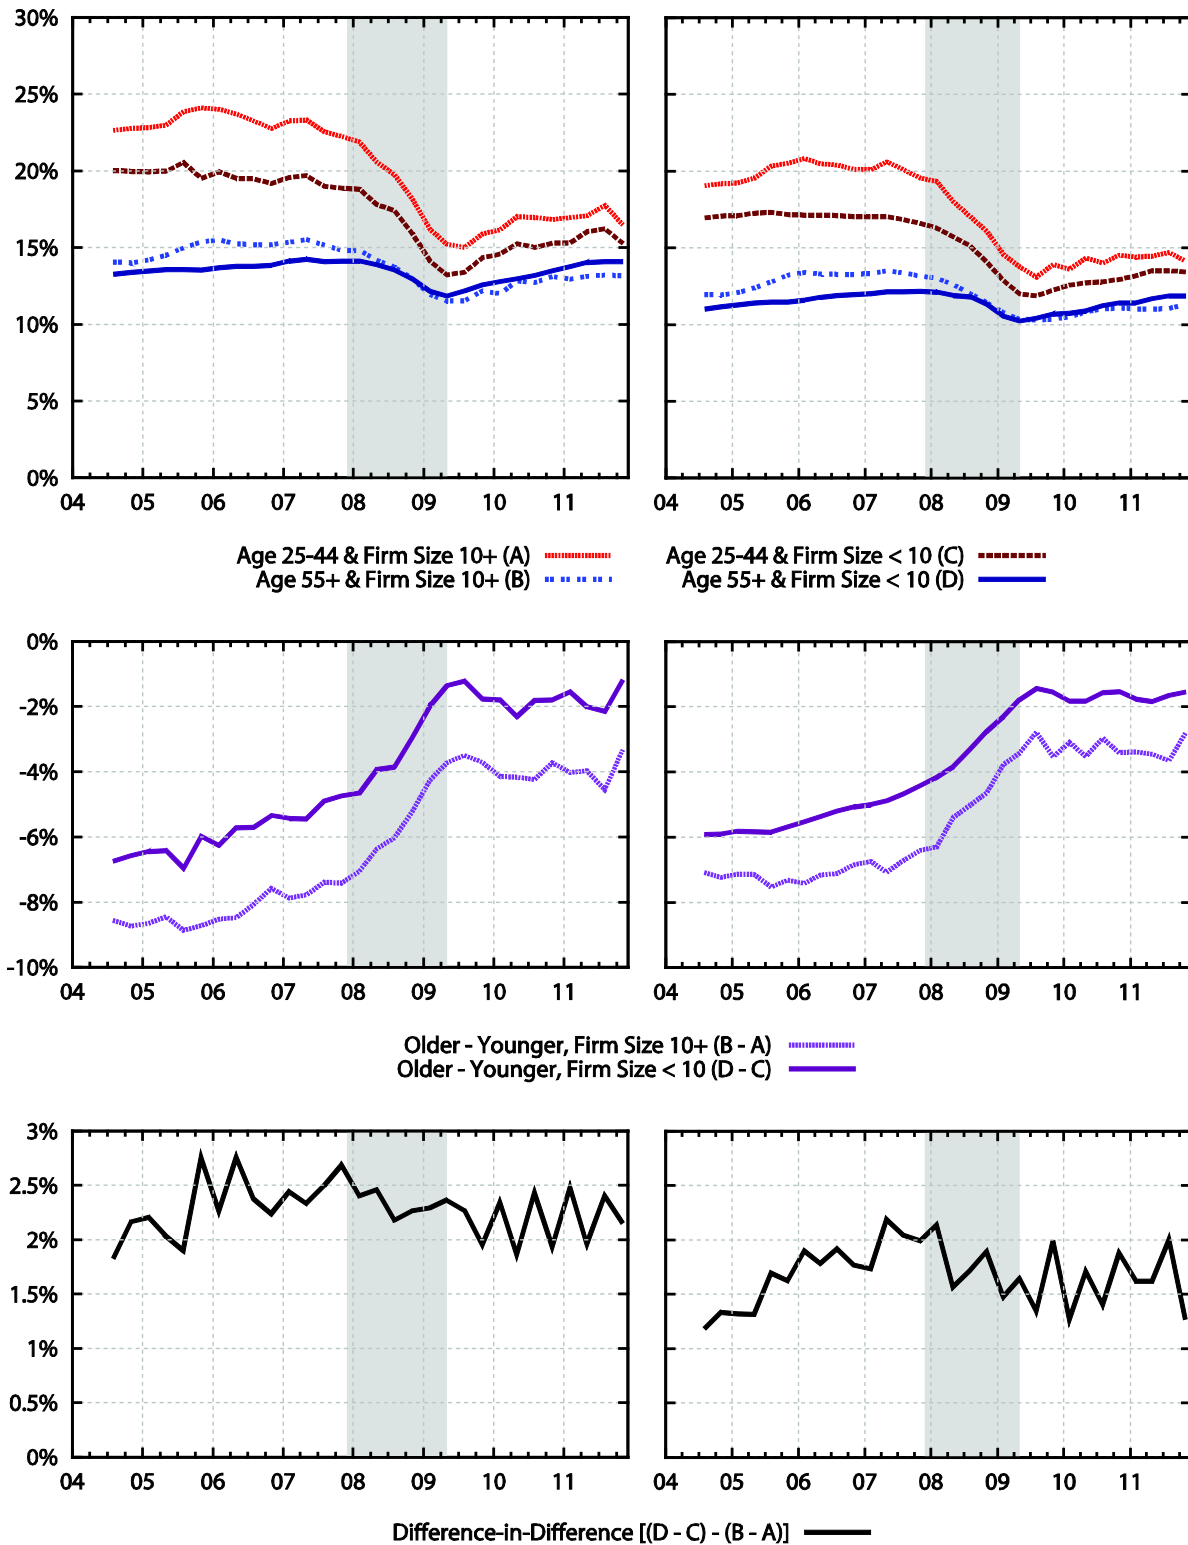 30%
25%
20%
15%
10%
5%
0%
04 05 06 07 08 09 10 11
04 05 06 07 08 09 10 11
Age 25-44 & Firm Size 10+ (A)
Age 55+ & Firm Size 10+ (B)
Age 25-44 & Firm Size < 10 (C)
Age 55+ & Firm Size < 10 (D)
0%
-2%
-4%
-6%
-8%
-10%
04 05 06 07 08 09 10 11
04 05 06 07 08 09 10 11
Older - Younger, Firm Size 10+ (B - A)
Older - Younger, Firm Size < 10 (D - C)
3%
2.5%
2%
1.5%
1%
0.5%
0%
04 05 06 07 08 09 10 11
04 05 06 07 08 09 10 11
Difference-in-Difference [(D - C) - (B - A)]